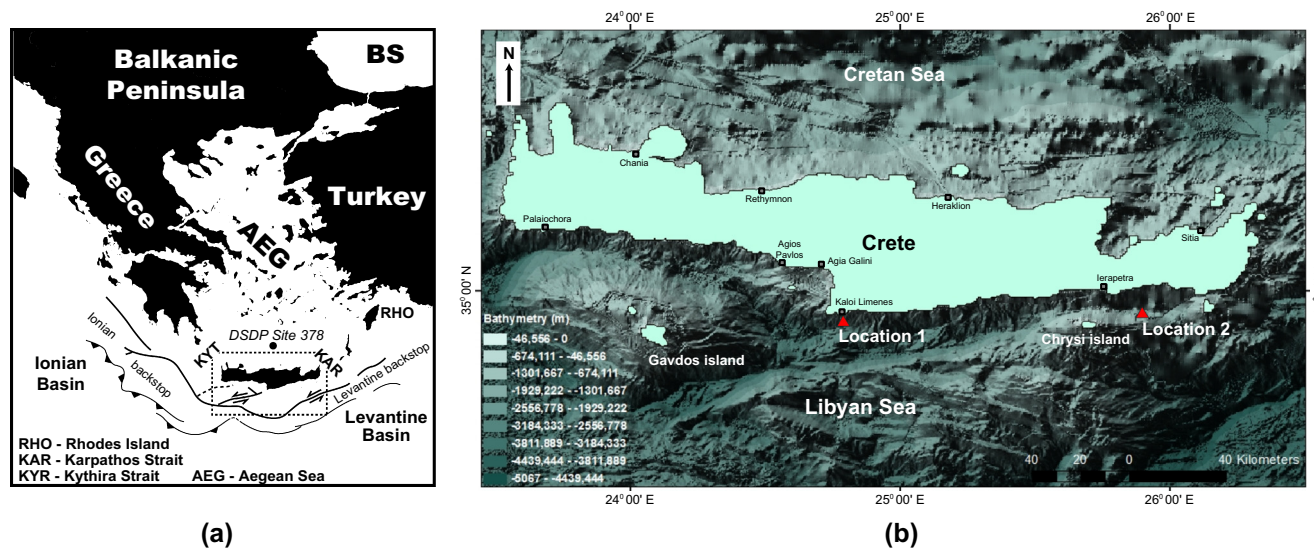 BS
Balkanic
Peninsula
Greece
Turkey
AEG
RHO
DSDP Site 378
KYT
KAR
Ionian
backstop
Levantine backstop
Ionian
Basin
Levantine
Basin
RHO - Rhodes Island
KAR - Karpathos Strait
KYR - Kythira Strait AEG - Aegean Sea
(a)
24°00' E 25°00' E 26°00' E
N
Cretan Sea
Chania
Rethymnon
Heraklion
Palaiochora
Sitia
Crete
Agios
Pavlos
Agia Galini
Ierapetra
35°00' N
Kaloi Limenes
Location 1
Location 2
Chrysi island
Gavdos island
Libyan Sea
Bathymetry (m)
-46,556 - 0
-674,111 - -46,556
-1301,667 - -674,111
-1929,222 - -1301,667
-2556,778 - -1929,222
-3184,333 - -2556,778
-3811,889 - -3184,333
-4439,444 - -3811,889
-5067 - -4439,444
40 20 0 40 Kilometers
24°00' E 25°00' E 26°00' E
(b)